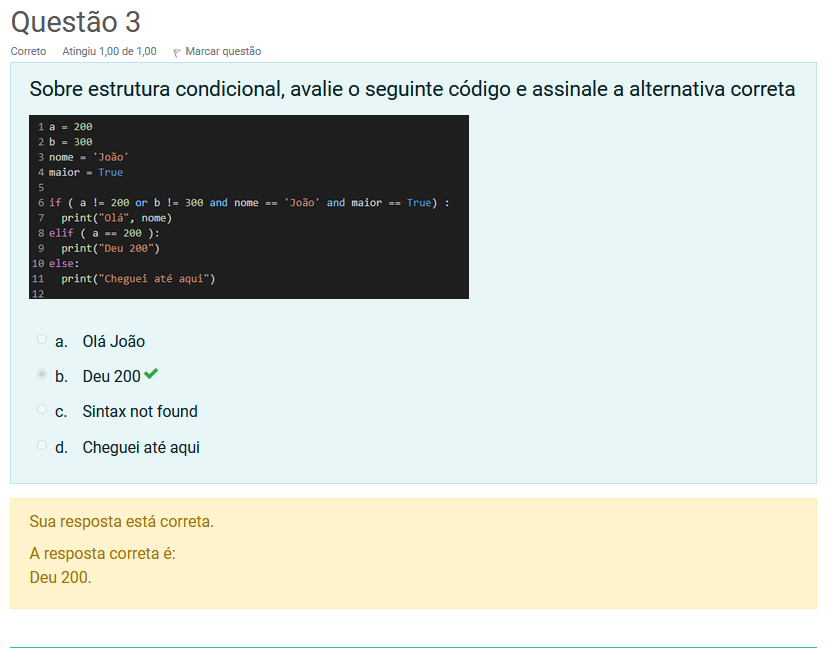 Questão 3
Correto Atingiu 1,00 de 1,00 Marcar questão
Sobre estrutura condicional, avalie o seguinte código e assinale a alternativa correta
1 a = 200
2 b = 300
3 nome = 'João'
4 maior = True
5
6 if ( a != 200 or b != 300 and nome == 'João' and maior == True) :
7 print("Olá", nome)
8 elif ( a == 200 ):
9 print("Deu 200")
10 else:
11 print("Cheguei até aqui")
12
a. Olá João
b. Deu 200
c. Sintax not found
d. Cheguei até aqui
Sua resposta está correta.
A resposta correta é:
Deu 200.